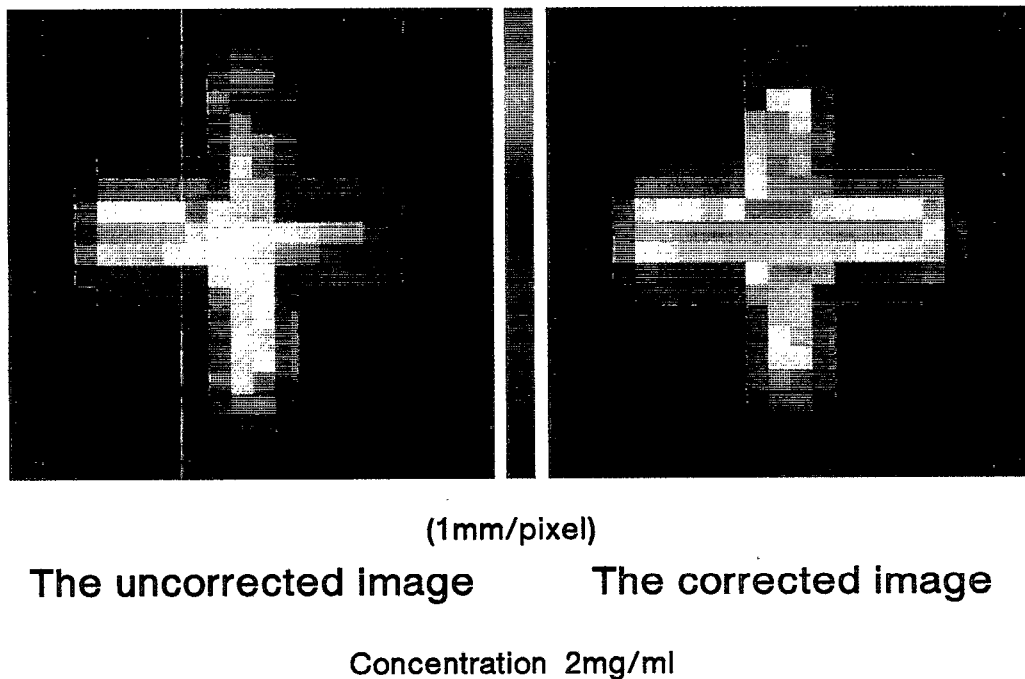 (1mm/pixel)
The uncorrected image
The corrected image
Concentration 2mg/ml